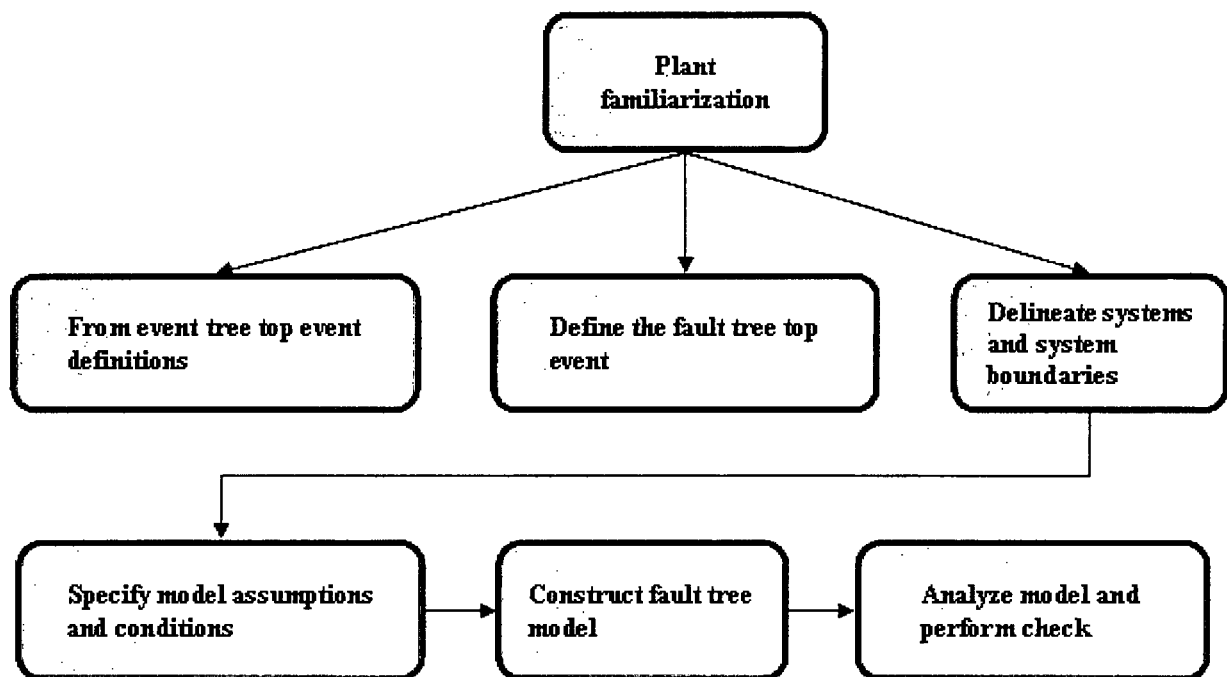 Plant
familiarization
From event tree top event
definitions
Define the fault tree top
event
Delineate systems
and system
boundaries
Specify model assumptions
and conditions
Construct fault tree
model
Analyze model and
perform check